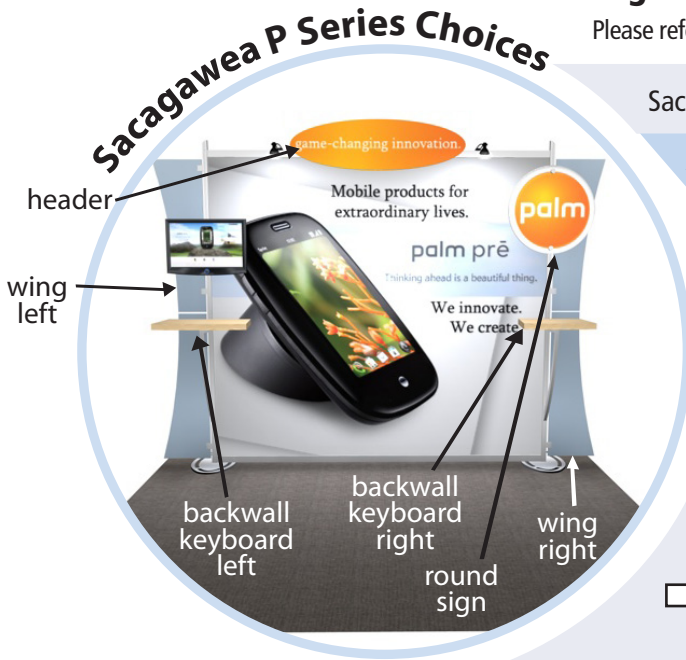 Sacagawea P Series Choices
Please ref
Sac
game-changing innovation.
header
Mobile products for
extraordinary lives.
palm
palm prē
Thinking ahead is a beautiful thing.
wing
left
We innovate.
We create.
backwall
keyboard
left
backwall
keyboard
right
wing
right
round
sign